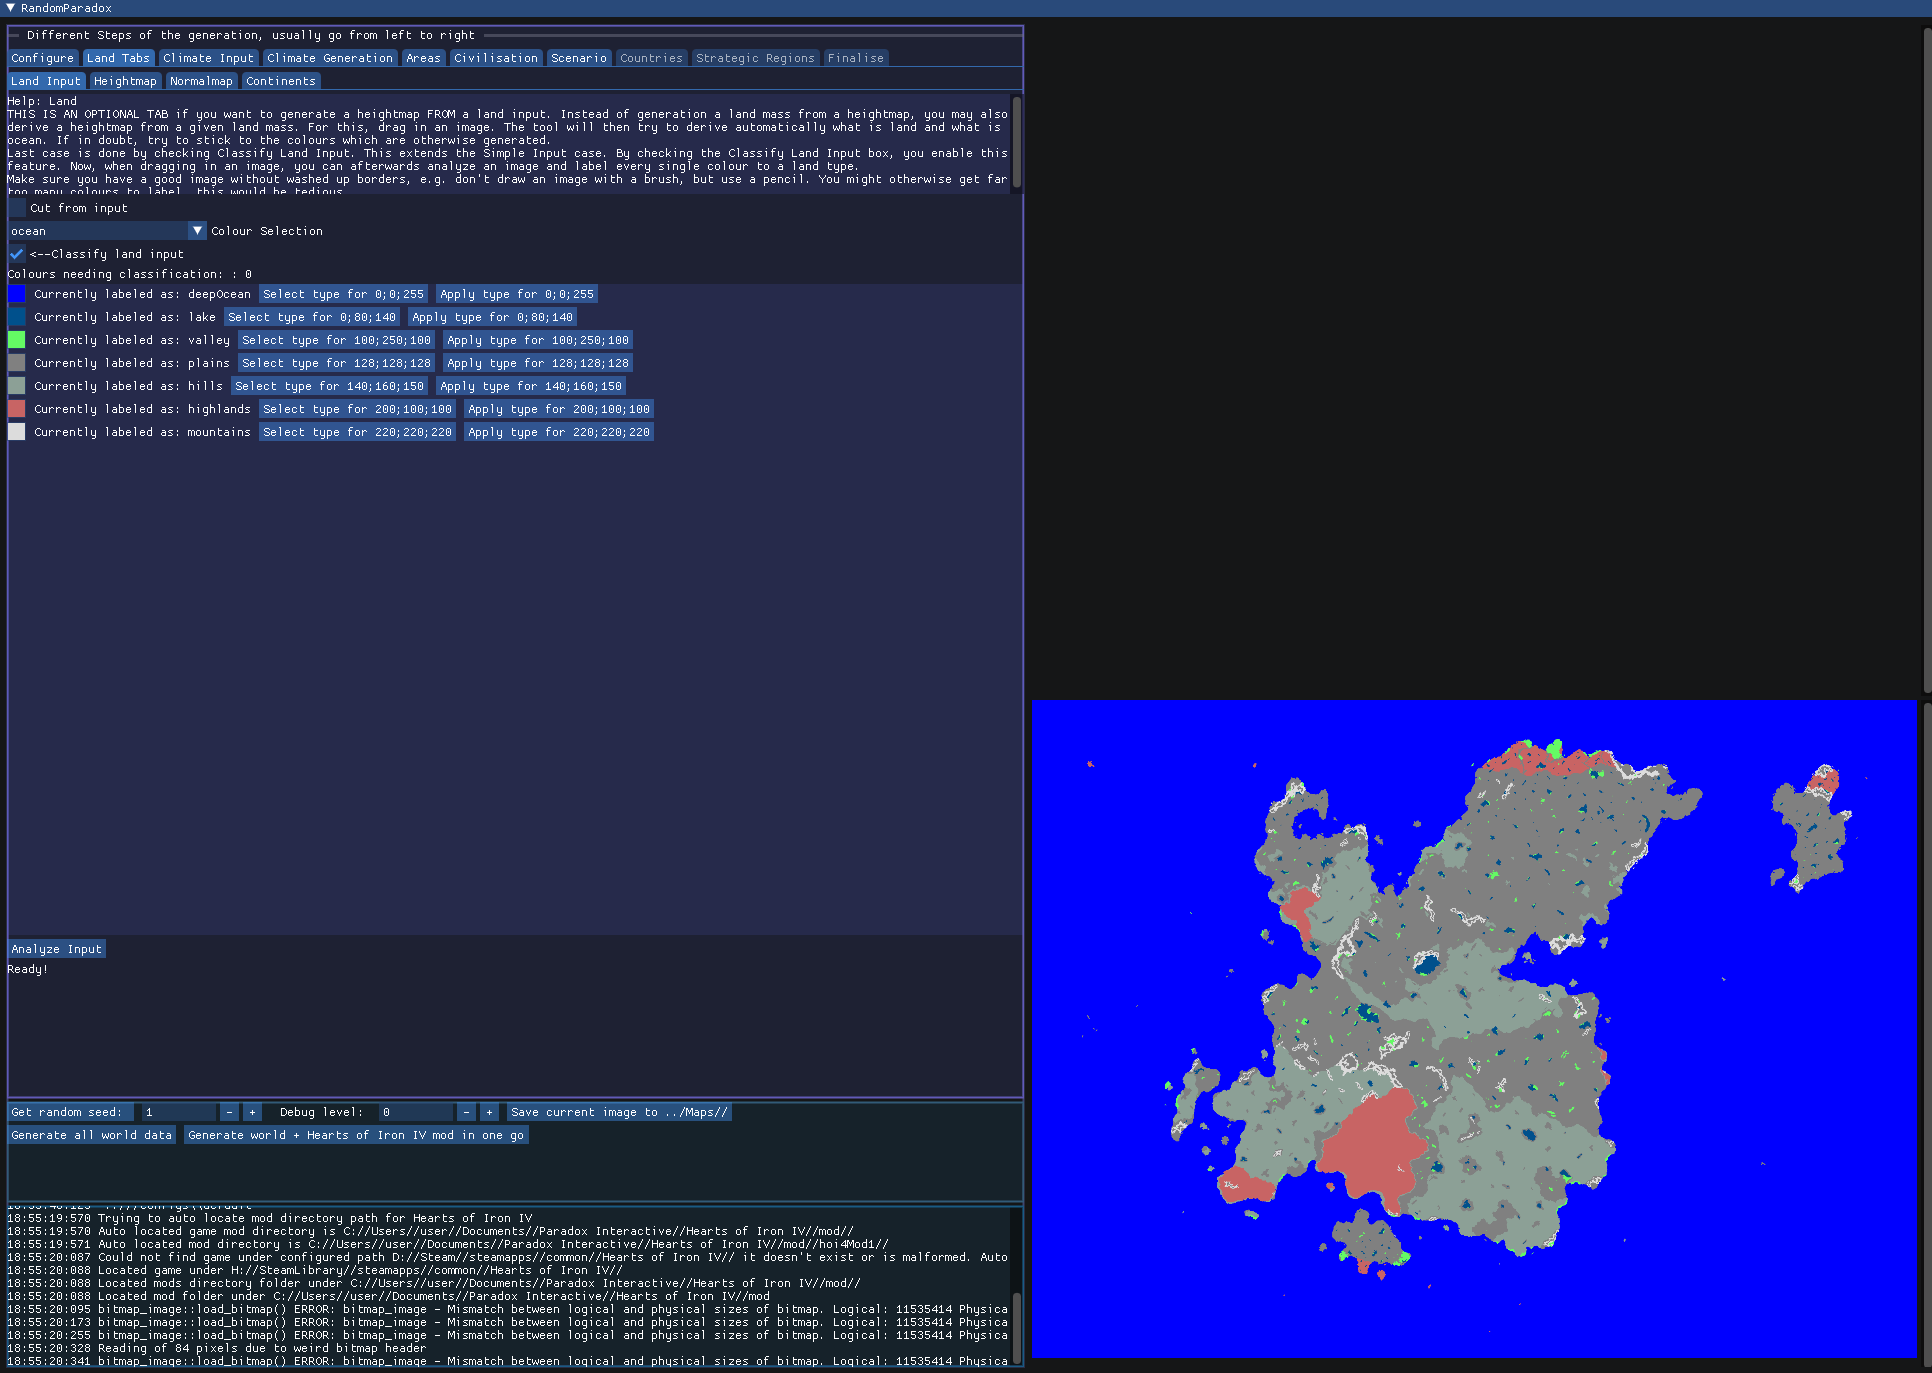 RandomParadox
Different Steps of the generation, usually go from left to right
Configure Land Tabs Climate Input Climate Generation Areas Civilisation Scenario Countries Strategic Regions Finalise
Land Input Heightmap Normalmap Continents
Help: Land
THIS IS AN OPTIONAL TAB if you want to generate a heightmap FROM a land input. Instead of generation a land mass from a heightmap, you may also
derive a heightmap from a given land mass. For this, drag in an image. The tool will then try to derive automatically what is land and what is
ocean. If in doubt, try to stick to the colours which are otherwise generated.
Last case is done by checking Classify Land Input. This extends the Simple Input case. By checking the Classify Land Input box, you enable this
feature. Now, when dragging in an image, you can afterwards analyze an image and label every single colour to a land type.
Make sure you have a good image without washed up borders, e.g. don't draw an image with a brush, but use a pencil. You might otherwise get far
too many colours to label, this would be tedious
Cut from input
ocean Colour Selection
<--Classify land input
Colours needing classification: : 0
Currently labeled as: deepOcean Select type for 0;0;255 Apply type for 0;0;255
Currently labeled as: lake Select type for 0;80;140 Apply type for 0;80;140
Currently labeled as: valley Select type for 100;250;100 Apply type for 100;250;100
Currently labeled as: plains Select type for 128;128;128 Apply type for 128;128;128
Currently labeled as: hills Select type for 140;160;150 Apply type for 140;160;150
Currently labeled as: highlands Select type for 200;100;100 Apply type for 200;100;100
Currently labeled as: mountains Select type for 220;220;220 Apply type for 220;220;220
Analyze Input
Ready!
Get random seed: 1 - + Debug level: 0 - + Save current image to ../Maps//
Generate all world data Generate world + Hearts of Iron IV mod in one go
18:55:19:570 Trying to auto locate mod directory path for Hearts of Iron IV
18:55:19:570 Auto located game mod directory is C://Users//user//Documents//Paradox Interactive//Hearts of Iron IV//mod//
18:55:19:571 Auto located mod directory is C://Users//user//Documents//Paradox Interactive//Hearts of Iron IV//mod//hoi4Mod1//
18:55:20:087 Could not find game under configured path D://Steam//steamapps//common//Hearts of Iron IV// it doesn't exist or is malformed. Auto
18:55:20:088 Located game under H://SteamLibrary//steamapps//common//Hearts of Iron IV//
18:55:20:088 Located mods directory folder under C://Users//user//Documents//Paradox Interactive//Hearts of Iron IV//mod//
18:55:20:088 Located mod folder under C://Users//user//Documents//Paradox Interactive//Hearts of Iron IV//mod
18:55:20:095 bitmap_image::load_bitmap() ERROR: bitmap_image - Mismatch between logical and physical sizes of bitmap. Logical: 11535414 Physica
18:55:20:173 bitmap_image::load_bitmap() ERROR: bitmap_image - Mismatch between logical and physical sizes of bitmap. Logical: 11535414 Physica
18:55:20:255 bitmap_image::load_bitmap() ERROR: bitmap_image - Mismatch between logical and physical sizes of bitmap. Logical: 11535414 Physica
18:55:20:328 Reading of 84 pixels due to weird bitmap header
18:55:20:341 bitmap_image::load_bitmap() ERROR: bitmap_image - Mismatch between logical and physical sizes of bitmap. Logical: 11535414 Physica